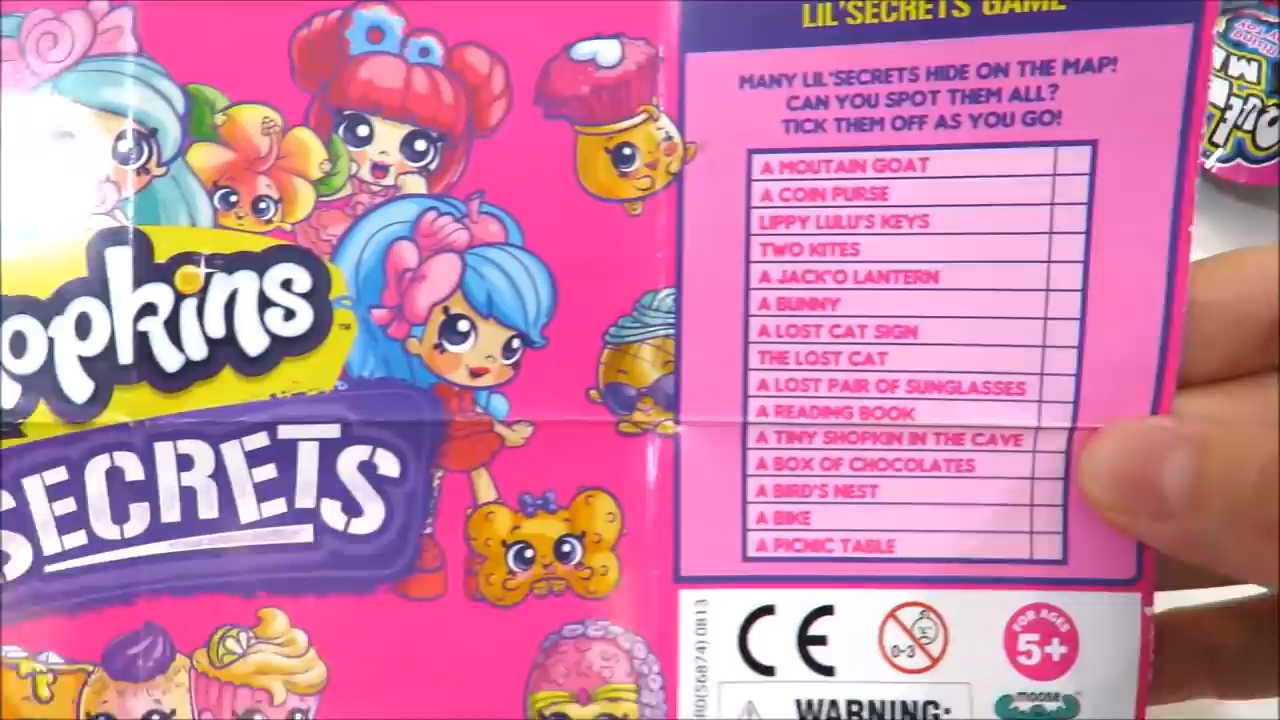 opkins
™
SECRETS
LIL'SECRETS GAME
MANY LIL'SECRETS HIDE ON THE MAP!
CAN YOU SPOT THEM ALL?
TICK THEM OFF AS YOU GO!
A MOUTAIN GOAT
A COIN PURSE
LIPPY LULU'S KEYS
TWO KITES
A JACK'O LANTERN
A BUNNY
A LOST CAT SIGN
THE LOST CAT
A LOST PAIR OF SUNGLASSES
A READING BOOK
A TINY SHOPKIN IN THE CAVE
A BOX OF CHOCOLATES
A BIRD'S NEST
A BIKE
A PICNIC TABLE
CE
0-3
FOR AGES
5+
moose
WARNING: